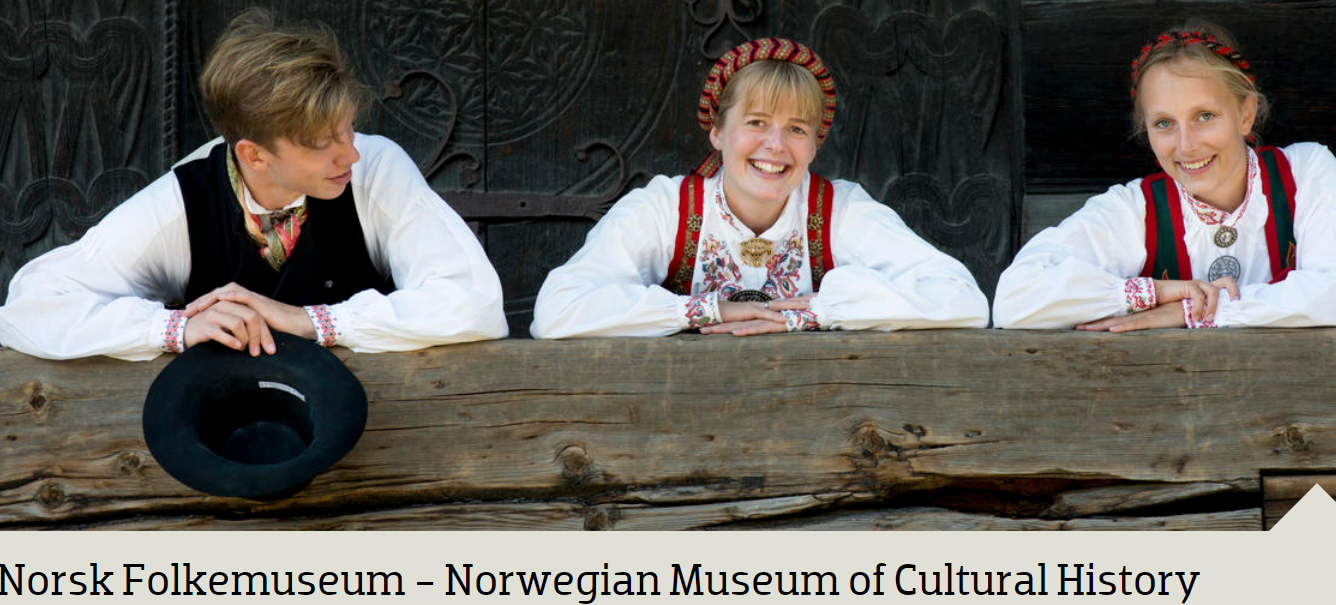 Norsk Folkemuseum – Norwegian Museum of Cultural History